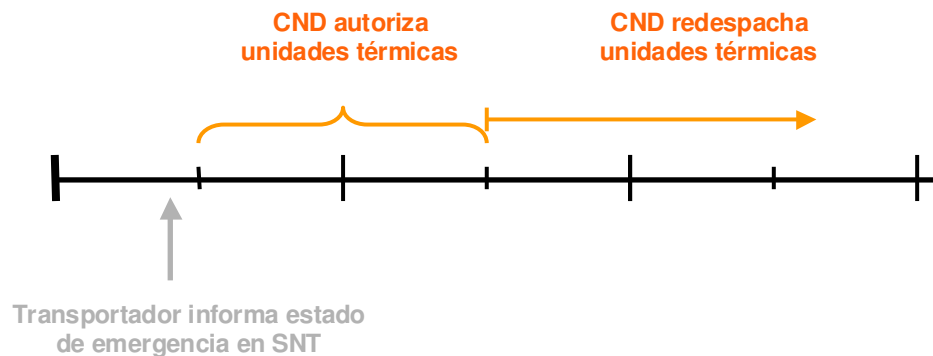 CND autoriza
unidades térmicas
CND redespacha
unidades térmicas
Transportador informa estado
de emergencia en SNT